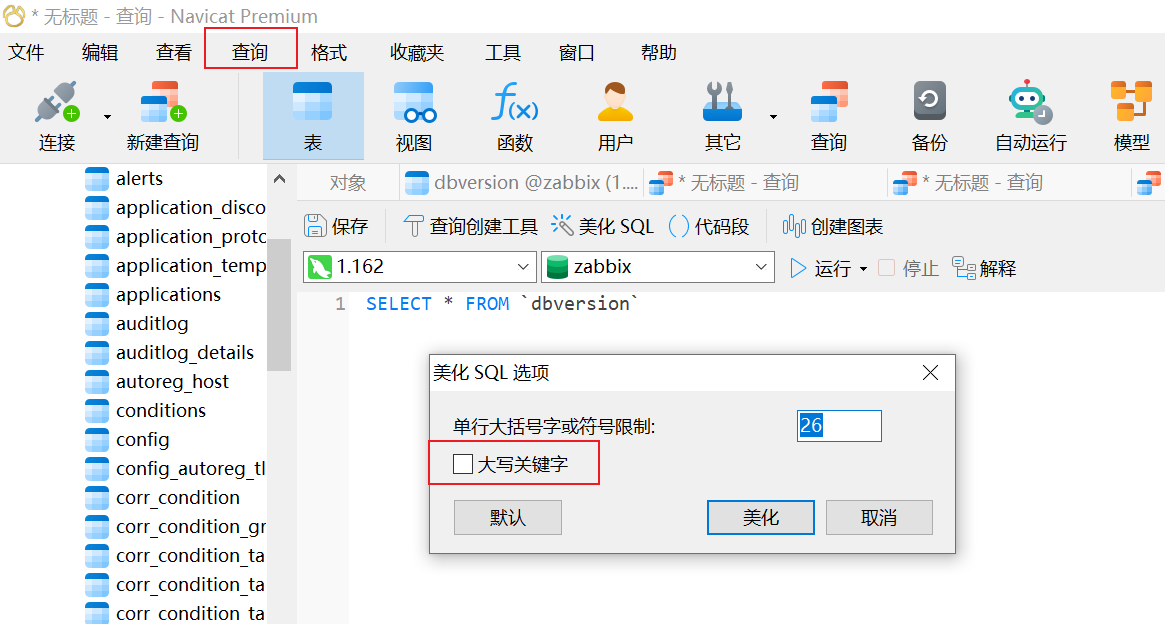 * 无标题 - 查询 - Navicat Premium
文件 编辑 查看 查询 格式 收藏夹 工具 窗口 帮助
连接 新建查询 表 视图 函数 用户 其它 查询 备份 自动运行 模型
对象 dbversion @zabbix (1.... * 无标题 - 查询 * 无标题 - 查询
保存 查询创建工具 美化 SQL 代码段 创建图表
1.162 zabbix 运行 停止 解释
1 SELECT * FROM `dbversion`
alerts
application_disco
application_proto
application_temp
applications
auditlog
auditlog_details
autoreg_host
conditions
config
config_autoreg_tl
corr_condition
corr_condition_gr
corr_condition_ta
corr_condition_ta
corr_condition_ta
美化 SQL 选项
单行大括号字或符号限制: 26
大写关键字
默认 美化 取消